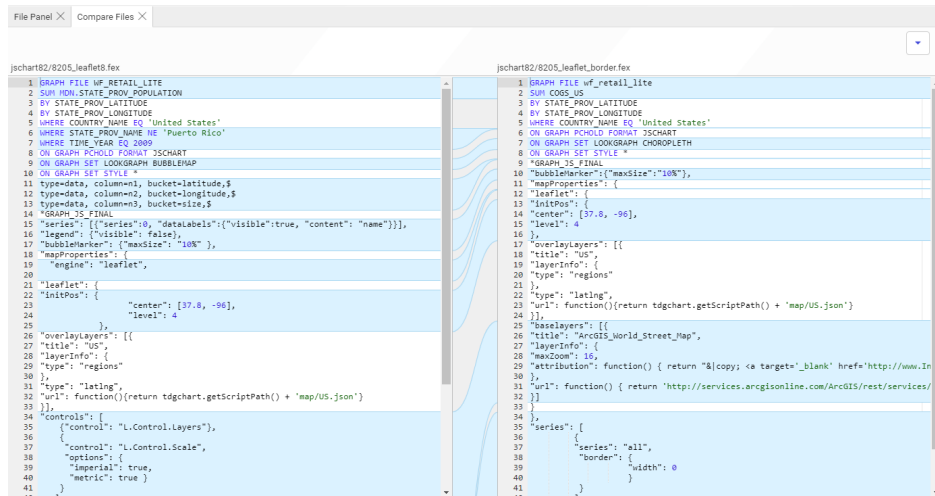 File Panel
Compare Files
jschart82/8205_leaflet8.fex
1 GRAPH FILE WF_RETAIL_LITE
2 SUM MDN.STATE_PROV_POPULATION
3 BY STATE_PROV_LATITUDE
4 BY STATE_PROV_LONGITUDE
5 WHERE COUNTRY_NAME EQ 'United States'
6 WHERE STATE_PROV_NAME NE 'Puerto Rico'
7 WHERE TIME_YEAR EQ 2009
8 ON GRAPH PCHOLD FORMAT JSCHART
9 ON GRAPH SET LOOKGRAPH BUBBLEMAP
10 ON GRAPH SET STYLE *
11 type=data, column=n1, bucket=latitude,$
12 type=data, column=n2, bucket=longitude,$
13 type=data, column=n3, bucket=size,$
14 *GRAPH_JS_FINAL
15 "series": [{"series":0, "dataLabels":{"visible":true, "content": "name"}}],
16 "legend": {"visible": false},
17 "bubbleMarker": {"maxSize": "10%" },
18 "mapProperties": {
19 "engine": "leaflet",
20
21 "leaflet": {
22 "initPos": {
23 "center": [37.8, -96],
24 "level": 4
25 },
26 "overlayLayers": [{
27 "title": "US",
28 "layerInfo": {
29 "type": "regions"
30 },
31 "type": "latlng",
32 "url": function(){return tdgchart.getScriptPath() + 'map/US.json'}
33 }],
34 "controls": [
35 {"control": "L.Control.Layers"},
36 {
37 "control": "L.Control.Scale",
38 "options": {
39 "imperial": true,
40 "metric": true }
41 }
jschart82/8205_leaflet_border.fex
1 GRAPH FILE wf_retail_lite
2 SUM COGS_US
3 BY STATE_PROV_LATITUDE
4 BY STATE_PROV_LONGITUDE
5 WHERE COUNTRY_NAME EQ 'United States'
6 ON GRAPH PCHOLD FORMAT JSCHART
7 ON GRAPH SET LOOKGRAPH CHOROPLETH
8 ON GRAPH SET STYLE *
9 *GRAPH_JS_FINAL
10 "bubbleMarker":{"maxSize":"10%"},
11 "mapProperties": {
12 "leaflet": {
13 "initPos": {
14 "center": [37.8, -96],
15 "level": 4
16 },
17 "overlayLayers": [{
18 "title": "US",
19 "layerInfo": {
20 "type": "regions"
21 },
22 "type": "latlng",
23 "url": function(){return tdgchart.getScriptPath() + 'map/US.json'}
24 }],
25 "baselayers": [{
26 "title": "ArcGIS_World_Street_Map",
27 "layerInfo": {
28 "maxZoom": 16,
29 "attribution": function() { return "&|copy; <a target='_blank' href='http://www.In
30 },
31 "url": function() { return 'http://services.arcgisonline.com/ArcGIS/rest/services/
32 }]
33 }
34 },
35 "series": [
36 {
37 "series": "all",
38 "border": {
39 "width": 0
40 }
41 }